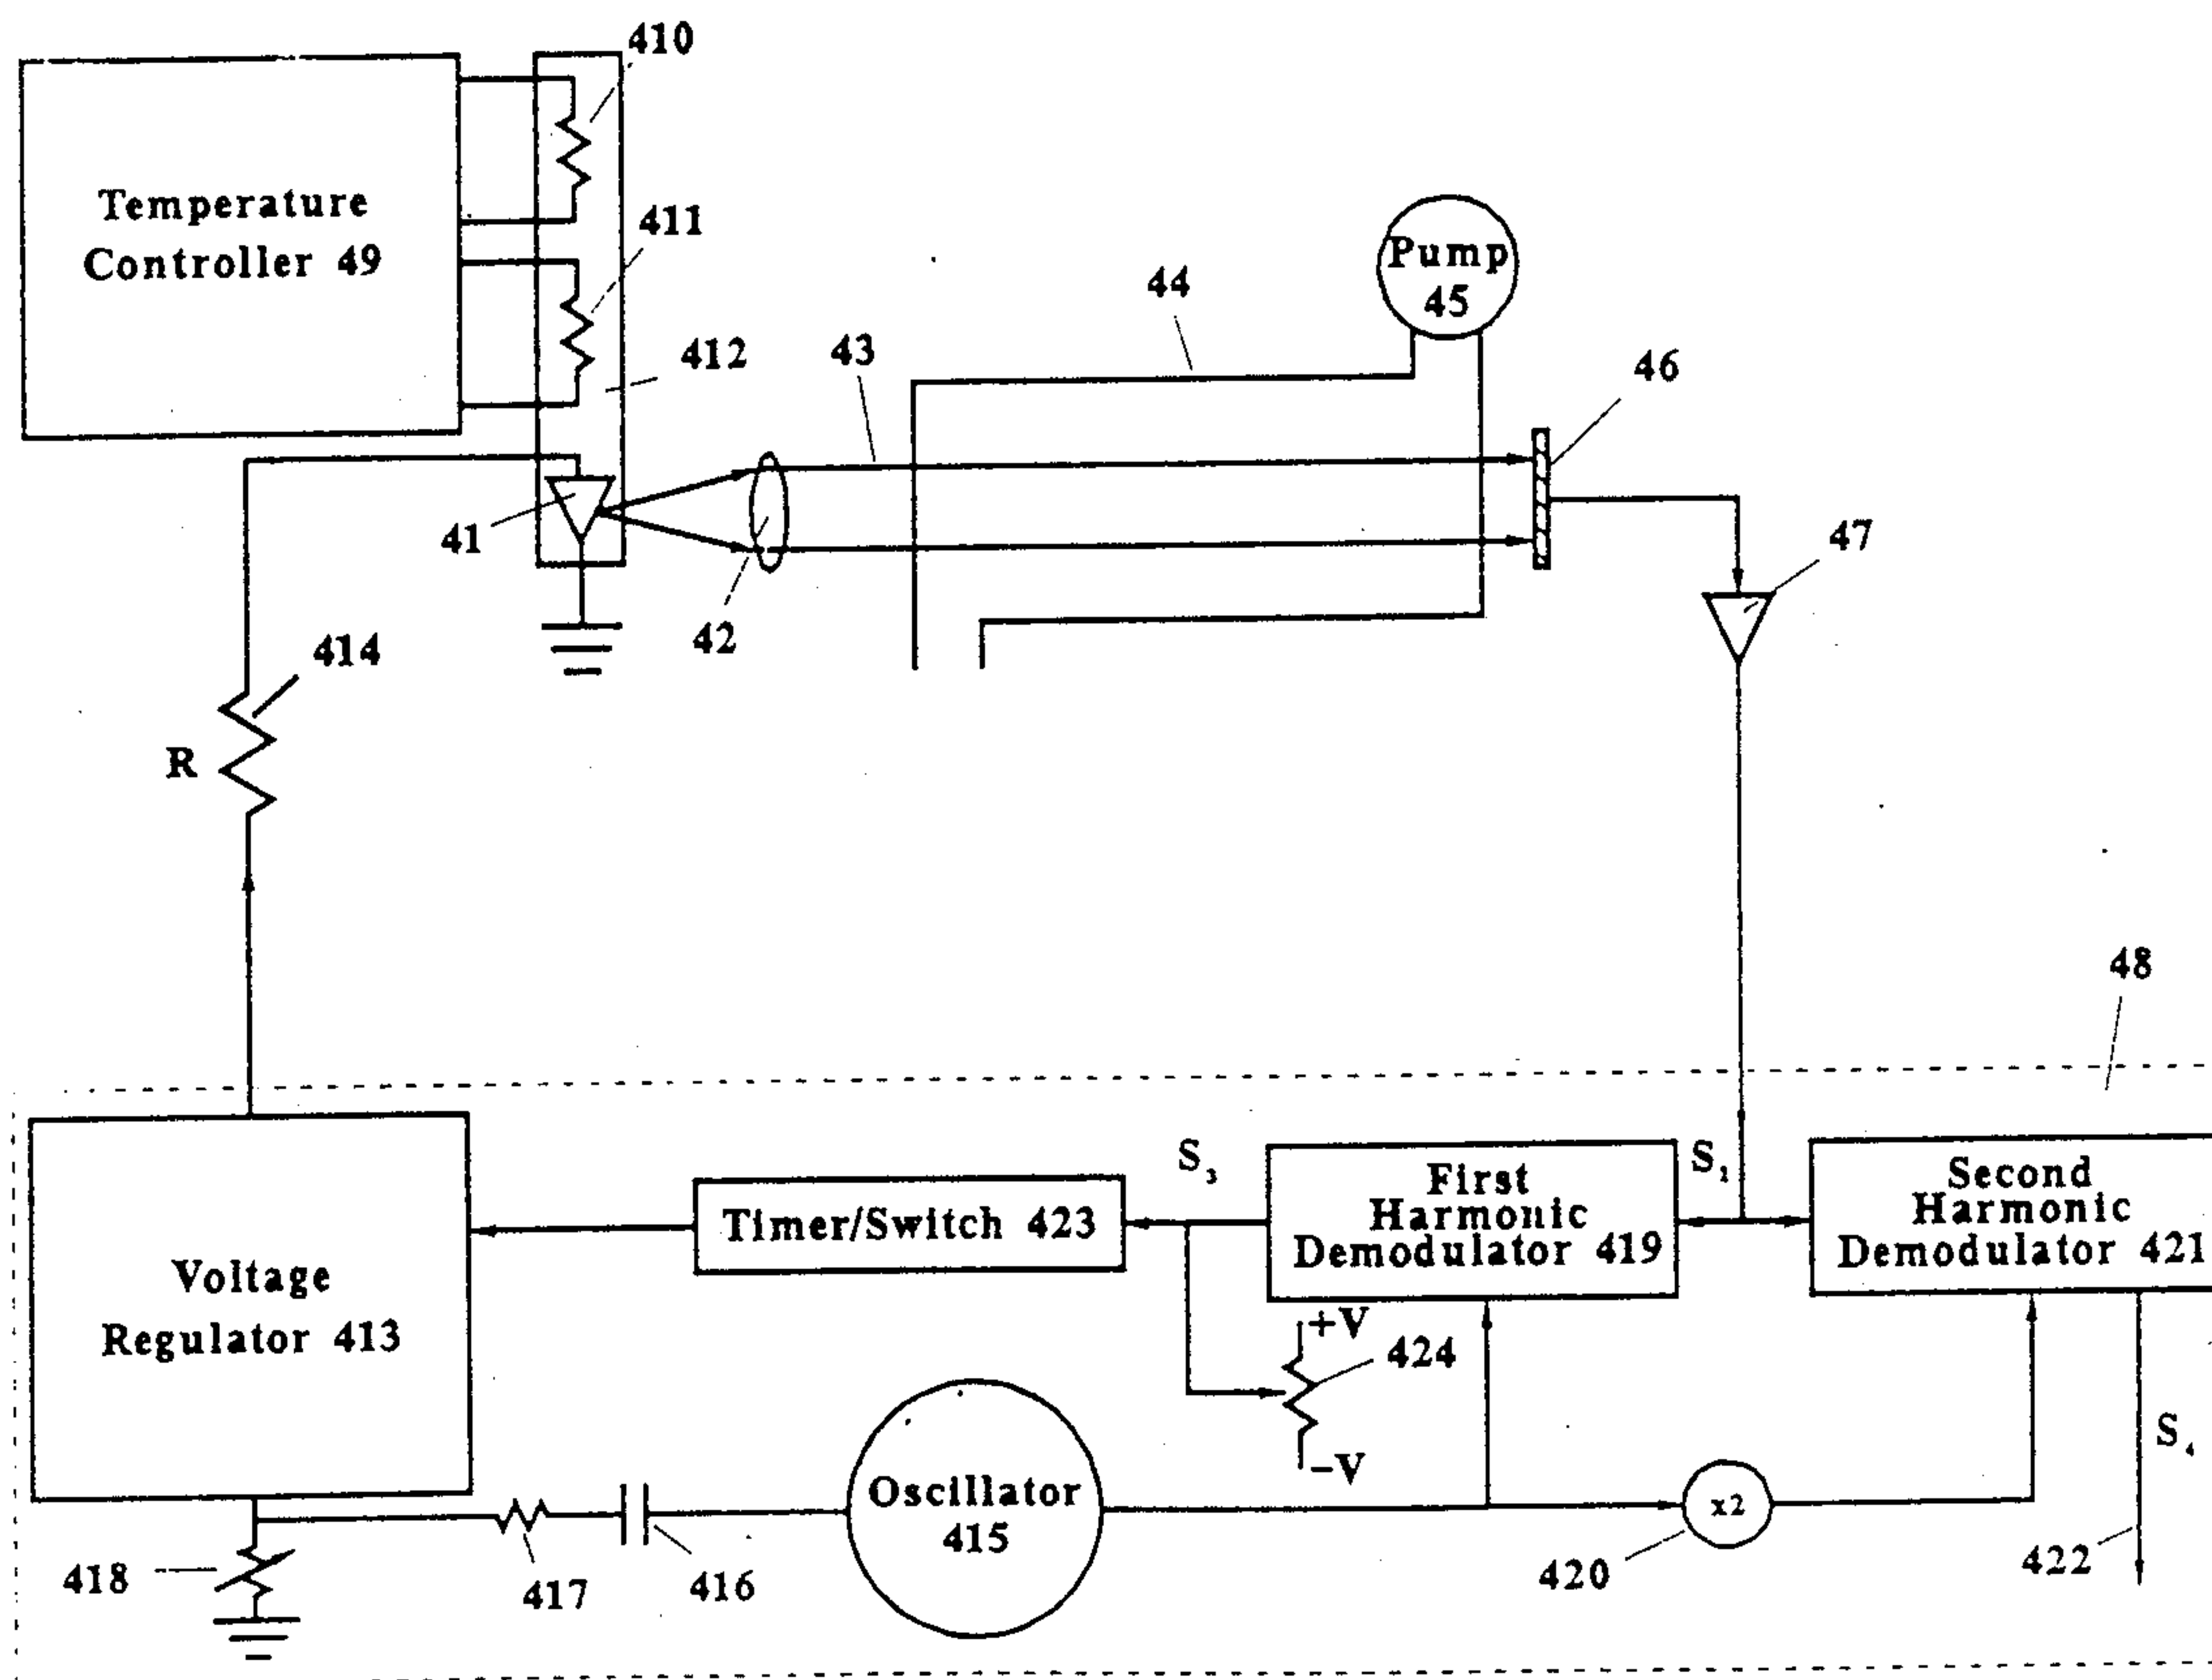 410
Temperature
Controller 49
411
412
Pump
45
44
43
46
41
42
47
414
R
48
S₃
First
Harmonic
Demodulator 419
S₁
Second
Harmonic
Demodulator 421
Timer/Switch 423
Voltage
Regulator 413
+V
424
−V
Oscillator
415
x2
S₄
418
417
416
420
422